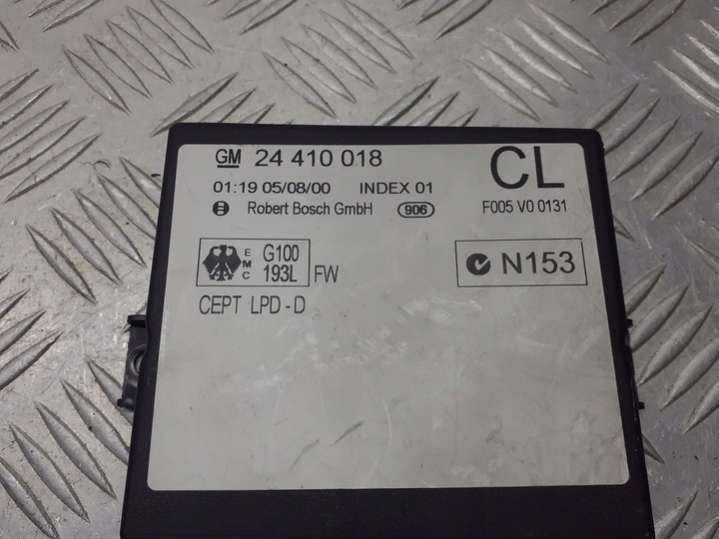 GM 24 410 018 CL
01:19 05/08/00 INDEX 01
Robert Bosch GmbH 906 F005 V0 0131
EMC G100 193L FW
N153
CEPT LPD-D